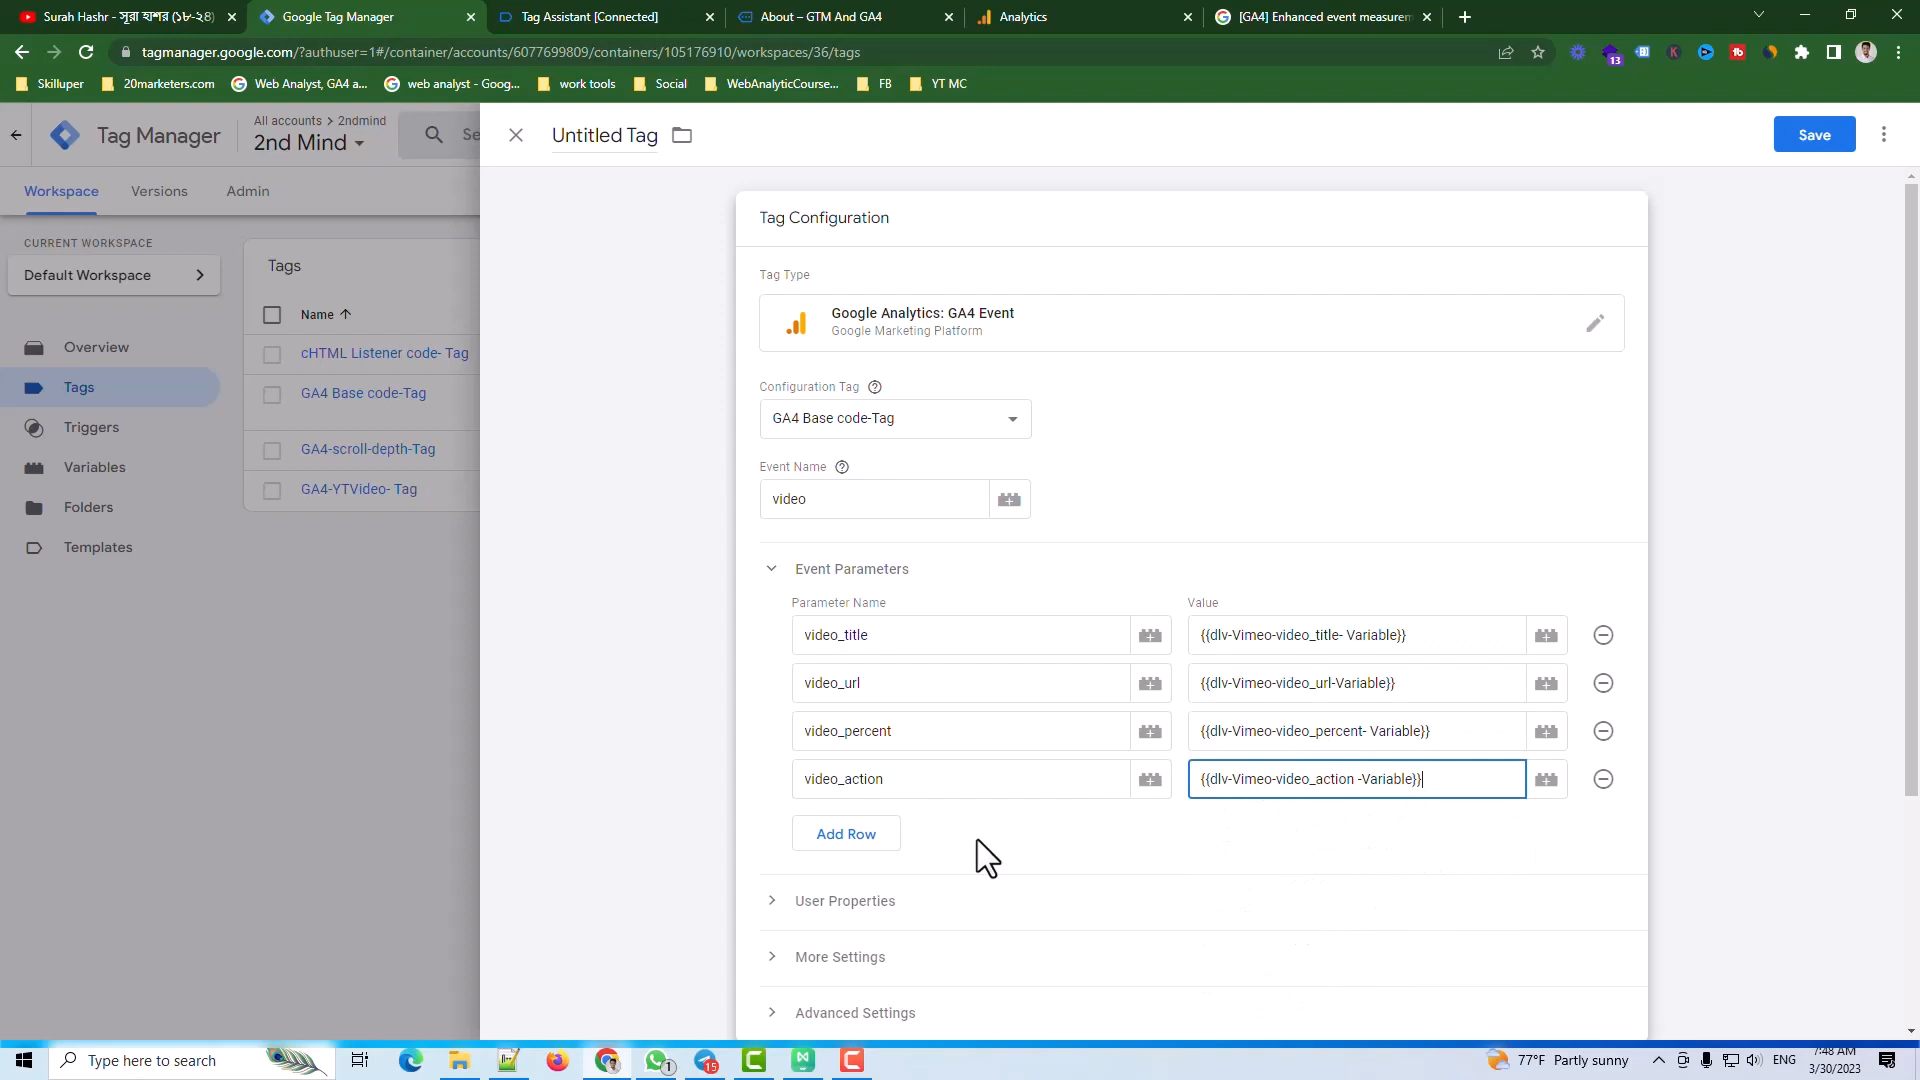 Surah Hashr - সূরা হাশর (১৮-২৪)
Google Tag Manager
Tag Assistant [Connected]
About – GTM And GA4
Analytics
[GA4] Enhanced event measurem
tagmanager.google.com/?authuser=1#/container/accounts/6077699809/containers/105176910/workspaces/36/tags
13
Skilluper
20marketers.com
Web Analyst, GA4 a...
web analyst - Goog...
work tools
Social
WebAnalyticCourse...
FB
YT MC
Tag Manager
All accounts > 2ndmind
2nd Mind
Se
Untitled Tag
Save
Workspace
Versions
Admin
CURRENT WORKSPACE
Default Workspace
Overview
Tags
Triggers
Variables
Folders
Templates
Tags
Name
cHTML Listener code- Tag
GA4 Base code-Tag
GA4-scroll-depth-Tag
GA4-YTVideo- Tag
Tag Configuration
Tag Type
Google Analytics: GA4 Event
Google Marketing Platform
Configuration Tag
GA4 Base code-Tag
Event Name
video
Event Parameters
Parameter Name
Value
video_title
{{dlv-Vimeo-video_title- Variable}}
video_url
{{dlv-Vimeo-video_url-Variable}}
video_percent
{{dlv-Vimeo-video_percent- Variable}}
video_action
{{dlv-Vimeo-video_action -Variable}}
Add Row
User Properties
More Settings
Advanced Settings
Type here to search
1
15
77°F Partly sunny
ENG
7:48 AM
3/30/2023